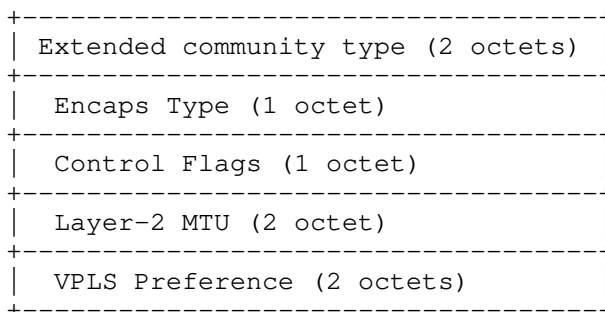 +------------------------------------
| Extended community type (2 octets) |
+------------------------------------
|  Encaps Type (1 octet)
+------------------------------------
|  Control Flags (1 octet)
+------------------------------------
|  Layer-2 MTU (2 octet)
+------------------------------------
|  VPLS Preference (2 octets)
+------------------------------------